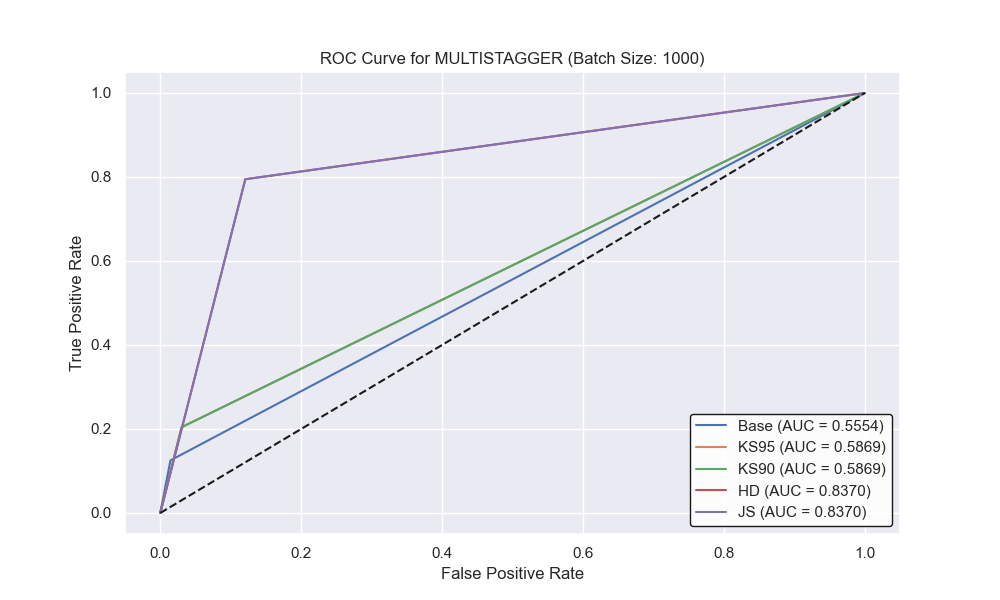 ROC Curve for MULTISTAGGER (Batch Size: 1000)
True Positive Rate
1.0
0.8
0.6
0.4
0.2
0.0
Base (AUC = 0.5554)
KS95 (AUC = 0.5869)
KS90 (AUC = 0.5869)
HD (AUC = 0.8370)
JS (AUC = 0.8370)
0.0 0.2 0.4 0.6 0.8 1.0
False Positive Rate